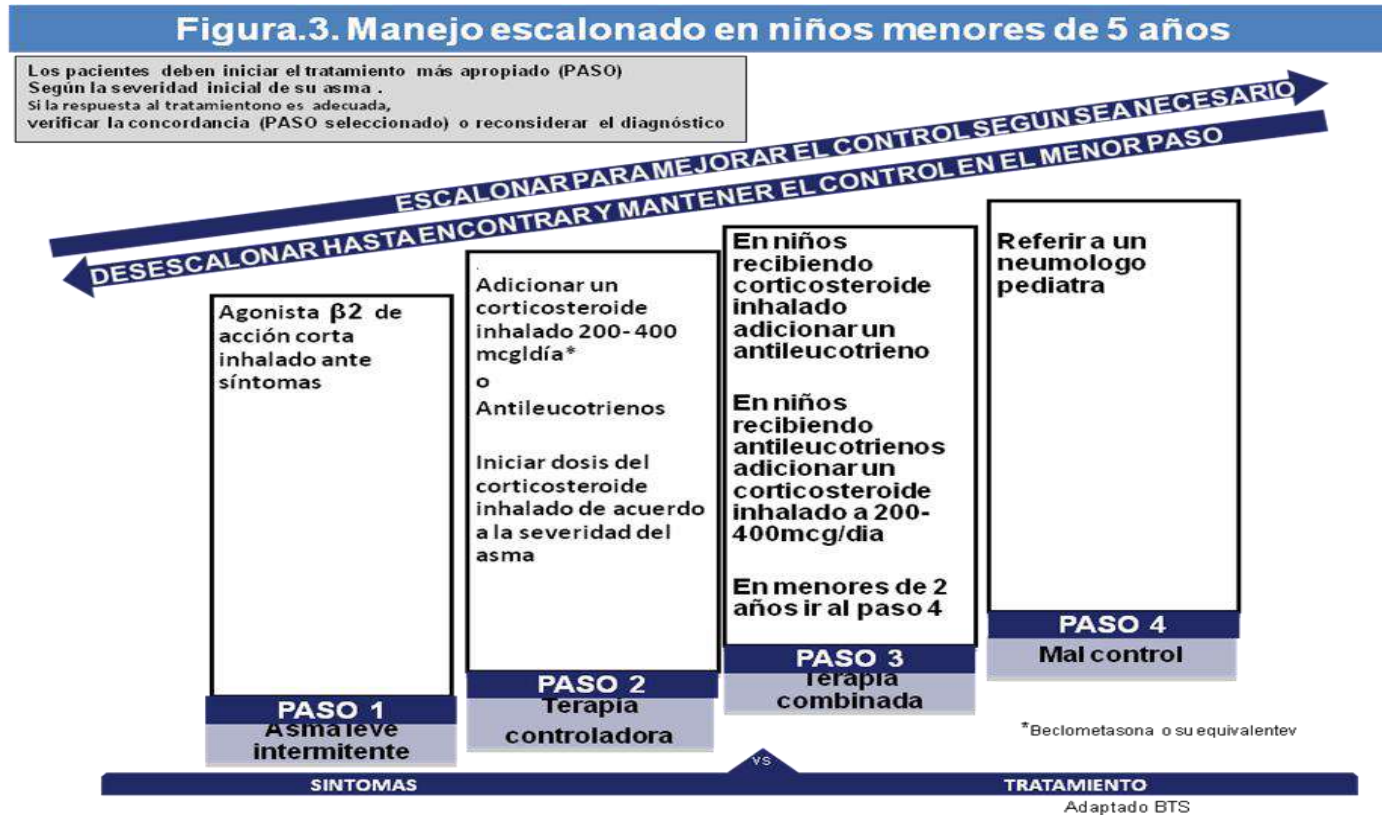 Figura.3. Manejo escalonado en niños menores de 5 años
Los pacientes deben iniciar el tratamiento más apropiado (PASO)
Según la severidad inicial de su asma .
Si la respuesta al tratamientono es adecuada,
verificar la concordancia (PASO seleccionado) o reconsiderar el diagnóstico
ESCALONAR PARA MEJORAR EL CONTROL SEGÚN SEA NECESARIO
DESESCALONAR HASTA ENCONTRAR Y MANTENER EL CONTROL EN EL MENOR PASO
Agonista β2 de
acción corta
inhalado ante
síntomas
PASO 1
Asma leve
intermitente
Adicionar un
corticosteroide
inhalado 200-400
mcgldía*
o
Antileucotrienos
Iniciar dosis del
corticosteroide
inhalado de acuerdo
a la severidad del
asma
PASO 2
Terapia
controladora
En niños
recibiendo
corticosteroide
inhalado
adicionar un
antileucotrieno
En niños
recibiendo
antileucotrienos
adicionar un
corticosteroide
inhalado a 200-
400mcg/dia
En menores de 2
años ir al paso 4
PASO 3
Terapia
combinada
Referir a un
neumologo
pediatra
PASO 4
Mal control
*Beclometasona o su equivalentev
vs
SINTOMAS
TRATAMIENTO
Adaptado BTS